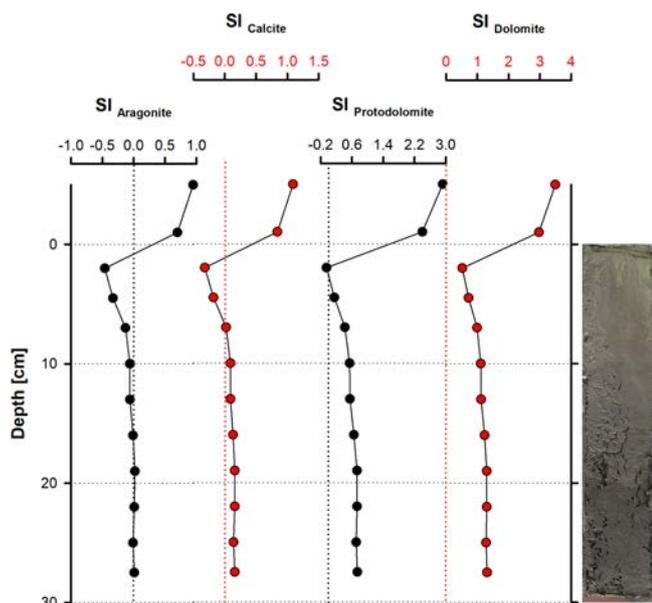 SI Calcite
-0.5 0.0 0.5 1.0 1.5
SI Dolomite
0 1 2 3 4
SI Aragonite
-1.0 -0.5 0.0 0.5 1.0
SI Protodolomite
-0.2 0.6 1.4 2.2 3.0
0
10
20
30
Depth [cm]